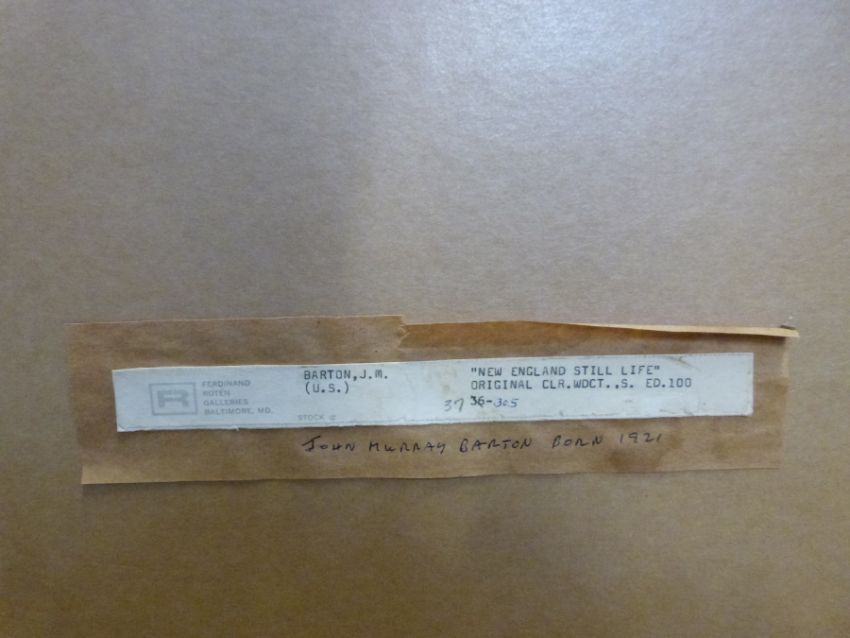 FERDINAND
ROTEN
GALLERIES
BALTIMORE, MD.
BARTON,J.M.
(U.S.)
STOCK #
"NEW ENGLAND STILL LIFE"
ORIGINAL CLR.WDCT.,S. ED.100
37 36-305
JOHN MURRAY BARTON BORN 1921